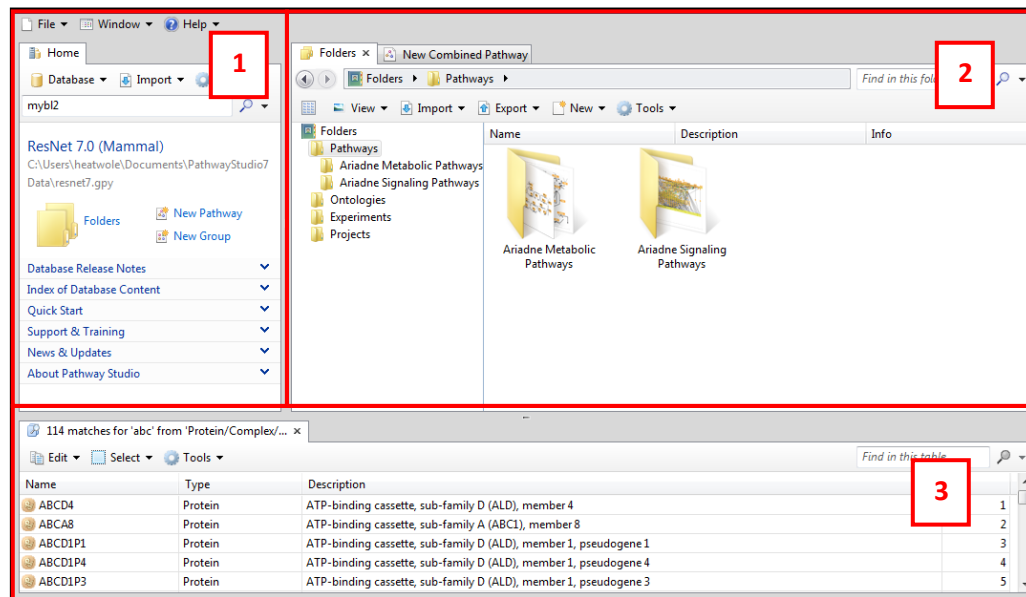 File Window Help
1
Home
Database Import
mybl2
ResNet 7.0 (Mammal)
C:\Users\heatwole\Documents\PathwayStudio7
Data\resnet7.gpy
Folders
New Pathway
New Group
Database Release Notes
Index of Database Content
Quick Start
Support & Training
News & Updates
About Pathway Studio
Folders × New Combined Pathway
2
Folders Pathways
Find in this
View Import Export New Tools
Folders
Pathways
Ariadne Metabolic Pathways
Ariadne Signaling Pathways
Ontologies
Experiments
Projects
Name Description Info
Ariadne Metabolic
Pathways
Ariadne Signaling
Pathways
114 matches for 'abc' from 'Protein/Complex/... ×
Edit Select Tools
Find in this table
3
Name Type Description
ABCD4 Protein ATP-binding cassette, sub-family D (ALD), member 4 1
ABCA8 Protein ATP-binding cassette, sub-family A (ABC1), member 8 2
ABCD1P1 Protein ATP-binding cassette, sub-family D (ALD), member 1, pseudogene 1 3
ABCD1P4 Protein ATP-binding cassette, sub-family D (ALD), member 1, pseudogene 4 4
ABCD1P3 Protein ATP-binding cassette, sub-family D (ALD), member 1, pseudogene 3 5